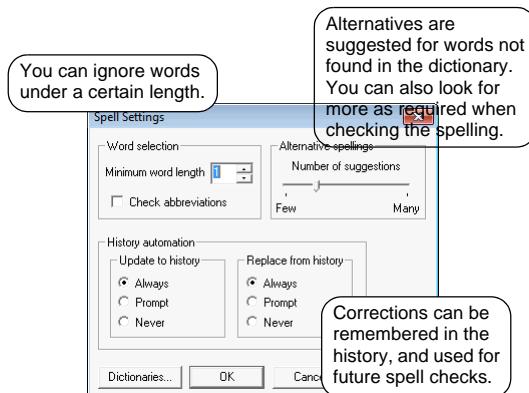 Alternatives are
suggested for words not
found in the dictionary.
You can also look for
more as required when
checking the spelling.
You can ignore words
under a certain length.
Spell Settings
Word selection
Minimum word length 1
Check abbreviations
Alternative spellings
Number of suggestions
Few Many
History automation
Update to history
Always
Prompt
Never
Replace from history
Always
Prompt
Never
Corrections can be
remembered in the
history, and used for
future spell checks.
Dictionaries... OK